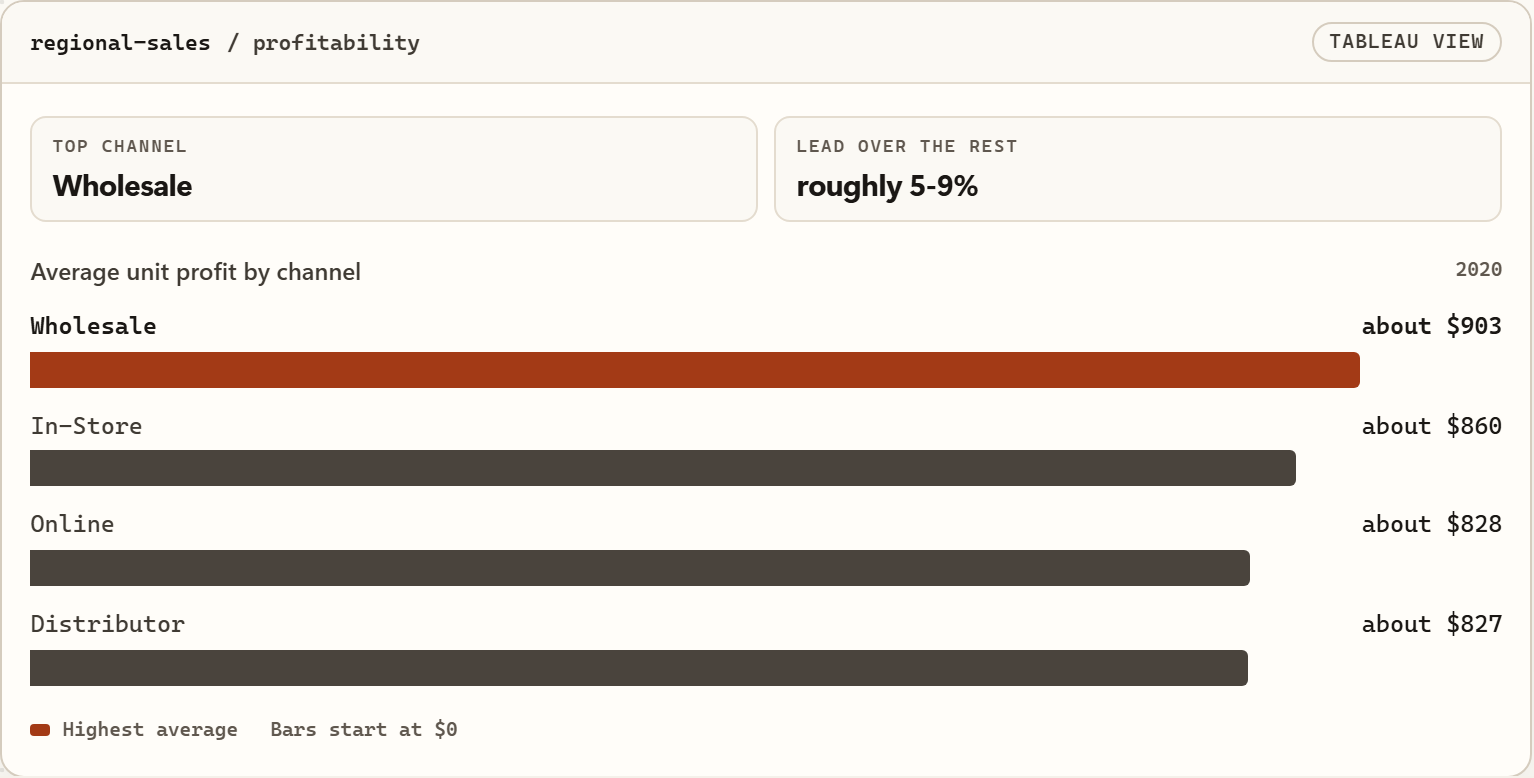 regional-sales / profitability
TABLEAU VIEW
TOP CHANNEL
Wholesale
LEAD OVER THE REST
roughly 5-9%
Average unit profit by channel
2020
Wholesale about $903
In-Store about $860
Online about $828
Distributor about $827
Highest average Bars start at $0